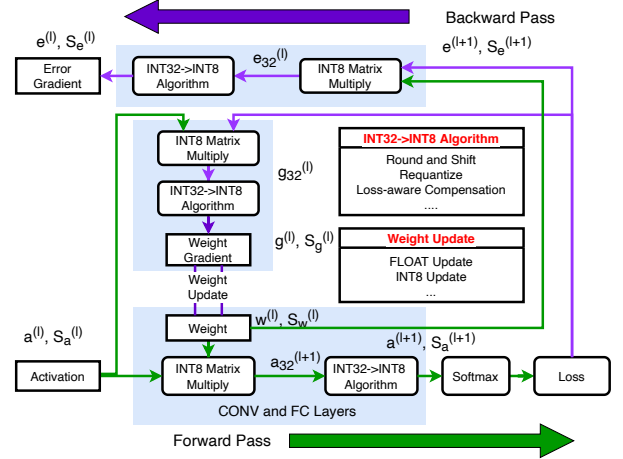 Backward Pass
e(l), Se(l)
e(l+1), Se(l+1)
Error
Gradient
INT32->INT8
Algorithm
e32(l)
INT8 Matrix
Multiply
INT8 Matrix
Multiply
g32(l)
INT32->INT8
Algorithm
g(l), Sg(l)
Weight
Gradient
INT32->INT8 Algorithm
Round and Shift
Requantize
Loss-aware Compensation
....
Weight Update
FLOAT Update
INT8 Update
...
Weight
Update
Weight
w(l), Sw(l)
a(l), Sa(l)
a(l+1), Sa(l+1)
Activation
INT8 Matrix
Multiply
a32(l+1)
INT32->INT8
Algorithm
Softmax
Loss
CONV and FC Layers
Forward Pass